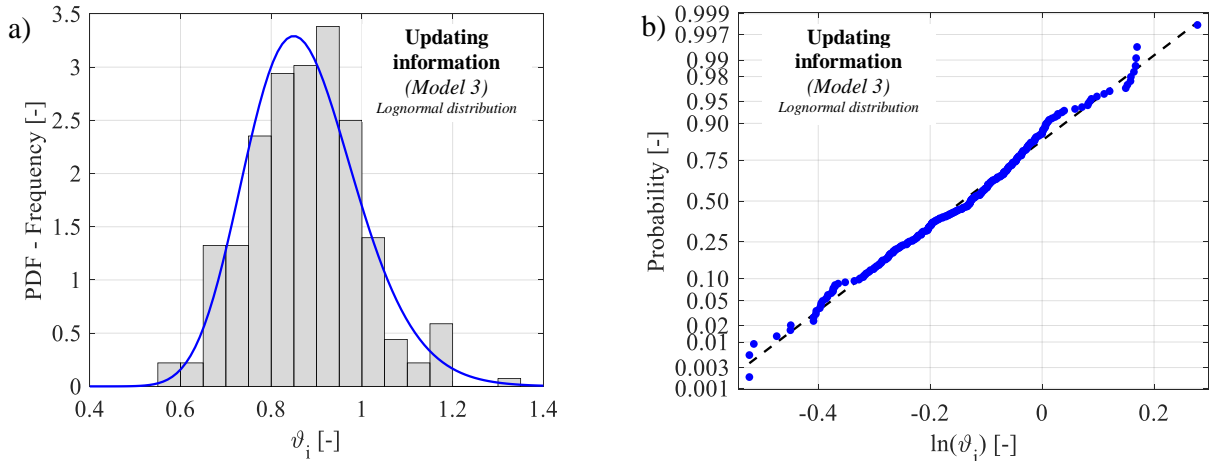 a)
Updating
information
(Model 3)
Lognormal distribution
PDF - Frequency [-]
3.5
3
2.5
2
1.5
1
0.5
0
0.4 0.6 0.8 1 1.2 1.4
ϑi [-]
b)
Updating
information
(Model 3)
Lognormal distribution
Probability [-]
0.999
0.997
0.99
0.98
0.95
0.90
0.75
0.50
0.25
0.10
0.05
0.02
0.01
0.003
0.001
-0.4 -0.2 0 0.2
ln(ϑi) [-]